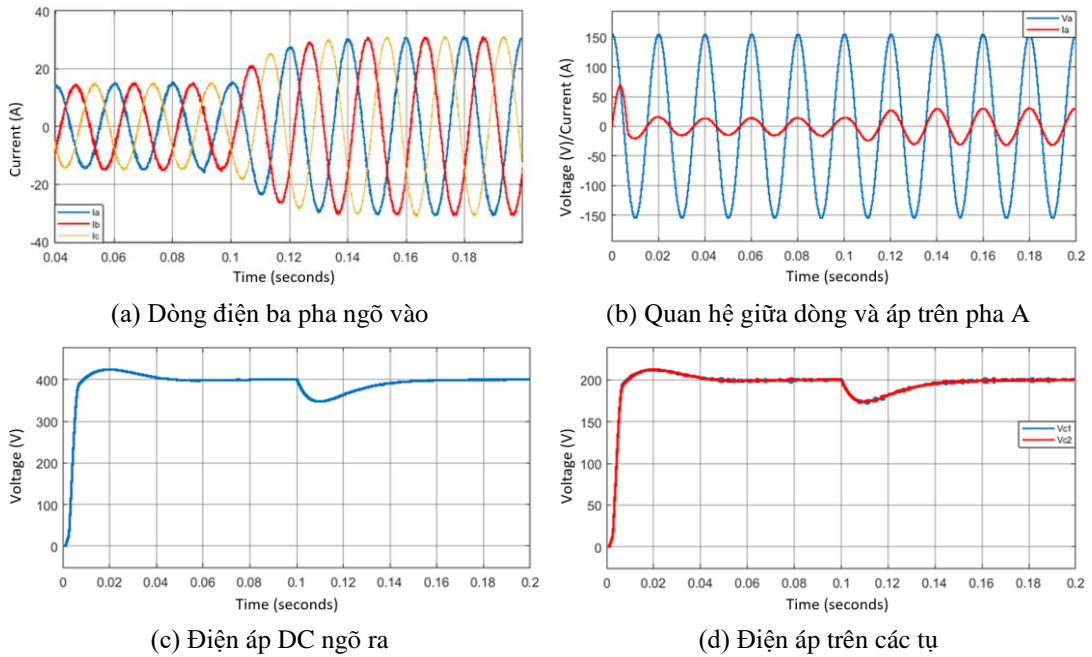 40
20
0
-20
-40
Current (A)
Ia
Ib
Ic
0.04 0.06 0.08 0.1 0.12 0.14 0.16 0.18
Time (seconds)
(a) Dòng điện ba pha ngõ vào
150
100
50
0
-50
-100
-150
Voltage (V)/Current (A)
Va
Ia
0 0.02 0.04 0.06 0.08 0.1 0.12 0.14 0.16 0.18 0.2
Time (seconds)
(b) Quan hệ giữa dòng và áp trên pha A
400
300
200
100
0
Voltage (V)
0 0.02 0.04 0.06 0.08 0.1 0.12 0.14 0.16 0.18 0.2
Time (seconds)
(c) Điện áp DC ngõ ra
200
150
100
50
0
Voltage (V)
Vc1
Vc2
0 0.02 0.04 0.06 0.08 0.1 0.12 0.14 0.16 0.18 0.2
Time (seconds)
(d) Điện áp trên các tụ